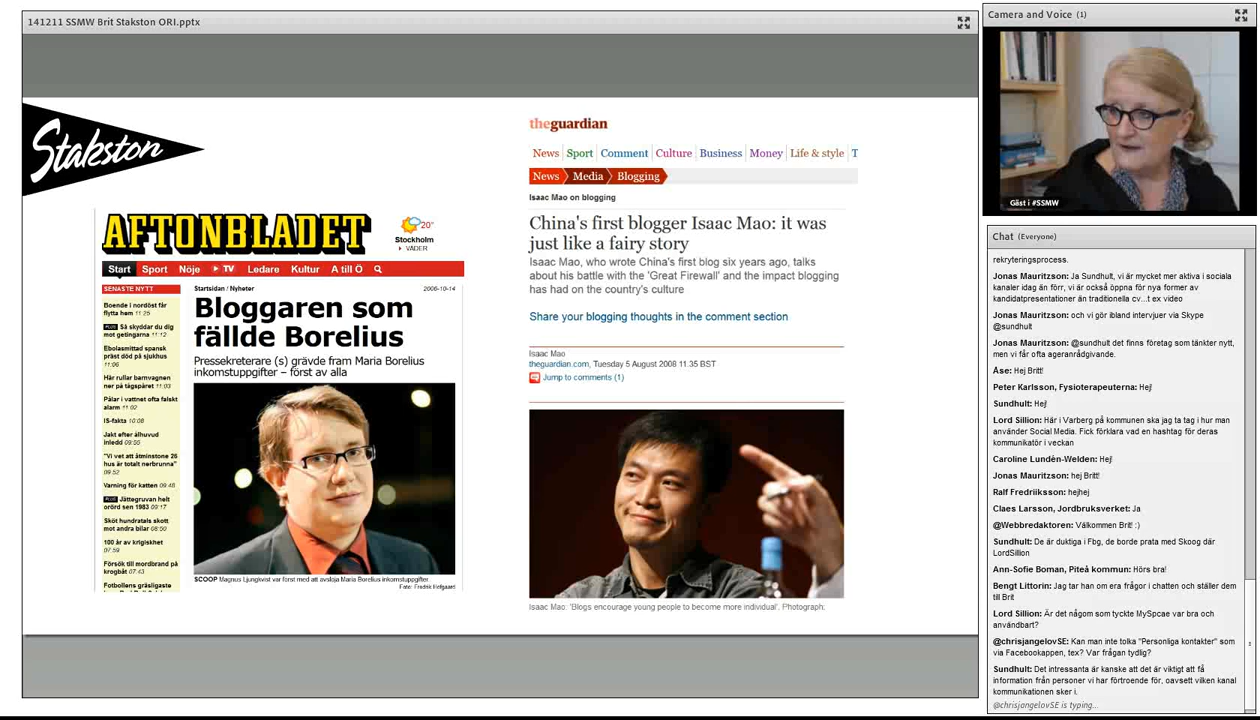 141211 SSMW Brit Stakston ORI.pptx
Stakston
AFTONBLADET
20°
Stockholm
VÄDER
Start Sport Nöje TV Ledare Kultur A till Ö
SENASTE NYTT
Boende i nordöst får
flytta hem 11:25
PLUS Så skyddar du dig
mot getingarna 11:12
Ebolasmittad spansk
präst död på sjukhus
11:06
Här rullar barnvagnen
ner på tågspåret 11:03
Pålar i vattnet ofta falskt
alarm 11:02
IS-fakta 10:08
Jakt efter älhuvud
inledd 09:55
"Vi vet att åtminstone 26
hus är totalt nerbrunna"
09:52
Varning för katten 09:48
PLUS Jättegruvan helt
orörd sen 1983 09:17
Sköt hundratals skott
mot andra bilar 08:50
100 år av krigiskhet
07:59
Försök till mordbrand på
krogbåt 07:43
Fotbollens gräsligaste
Startsidan / Nyheter
2006-10-14
Bloggaren som
fällde Borelius
Pressekreterare (s) grävde fram Maria Borelius
inkomstuppgifter – först av alla
SCOOP Magnus Ljungkvist var först med att avslöja Maria Borelius inkomstuppgifter.
theguardian
News Sport Comment Culture Business Money Life & style T
News Media Blogging
Isaac Mao on blogging
China's first blogger Isaac Mao: it was
just like a fairy story
Isaac Mao, who wrote China's first blog six years ago, talks
about his battle with the 'Great Firewall' and the impact blogging
has had on the country's culture
Share your blogging thoughts in the comment section
Isaac Mao
theguardian.com, Tuesday 5 August 2008 11.35 BST
Jump to comments (1)
Isaac Mao: 'Blogs encourage young people to become more individual'. Photograph:
Camera and Voice (1)
Gäst i #SSMW
Chat (Everyone)
rekryteringsprocess.
Jonas Mauritzson: Ja Sundhult, vi är mycket mer aktiva i sociala
kanaler idag än förr, vi är också öppna för nya former av
kandidatpresentationer än traditionella cv...t ex video
Jonas Mauritzson: och vi gör ibland intervjuer via Skype
@sundhult
Jonas Mauritzson: @sundhult det finns företag som tänkter nytt,
men vi får ofta ageranrådgivande.
Åse: Hej Britt!
Peter Karlsson, Fysioterapeuterna: Hej!
Sundhult: Hej!
Lord Sillion: Här i Varberg på kommunen ska jag ta tag i hur man
använder Social Media. Fick förklara vad en hashtag för deras
kommunikatör i veckan
Caroline Lundén-Welden: Hej!
Jonas Mauritzson: hej Britt!
Ralf Fredriiksson: hejhej
Claes Larsson, Jordbruksverket: Ja
@Webbredaktoren: Välkommen Brit! :)
Sundhult: De är duktiga i Fbg, de borde prata med Skoog där
LordSillion
Ann-Sofie Boman, Piteå kommun: Hörs bra!
Bengt Littorin: Jag tar han om era frågor i chatten och ställer dem
till Brit
Lord Sillion: Är det någom som tyckte MySpcae var bra och
användbart?
@chrisjangelovSE: Kan man inte tolka "Personliga kontakter" som
via Facebookappen, tex? Var frågan tydlig?
Sundhult: Det intressanta är kanske att det är viktigt att få
information från personer vi har förtroende för, oavsett vilken kanal
kommunikationen sker i.
@chrisjangelovSE is typing...